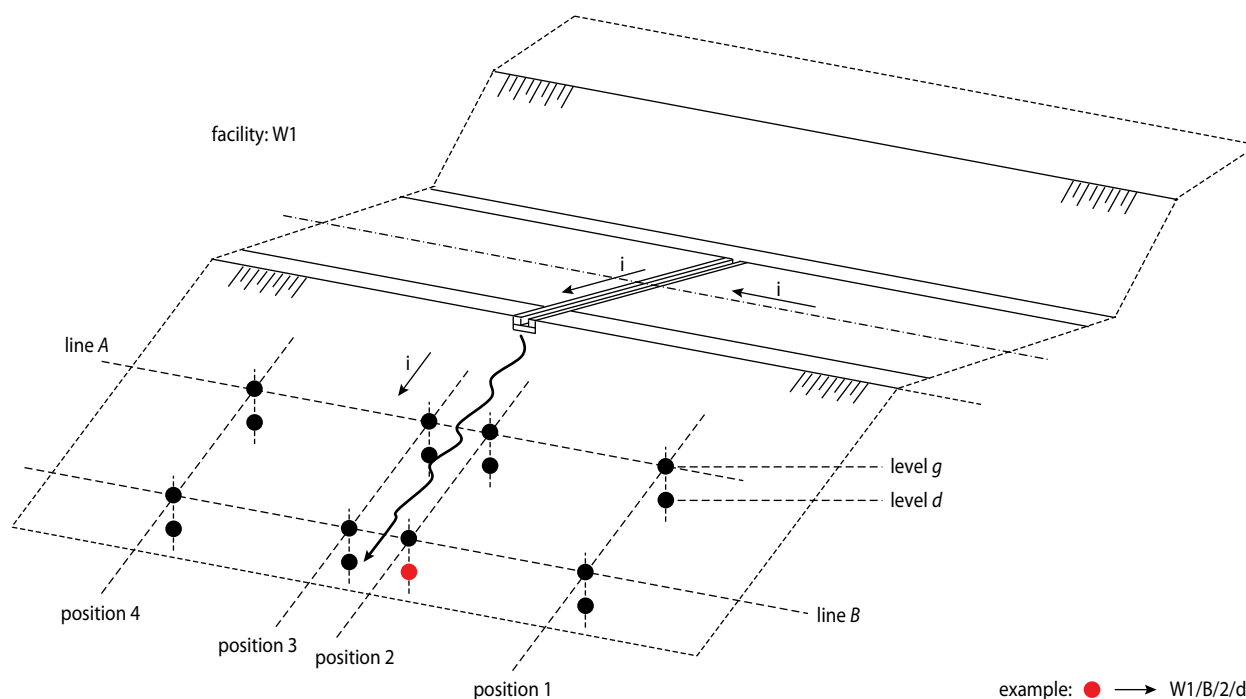 facility: W1
i
i
line A
i
level g
level d
position 4
line B
position 3
position 2
position 1
example: → W1/B/2/d